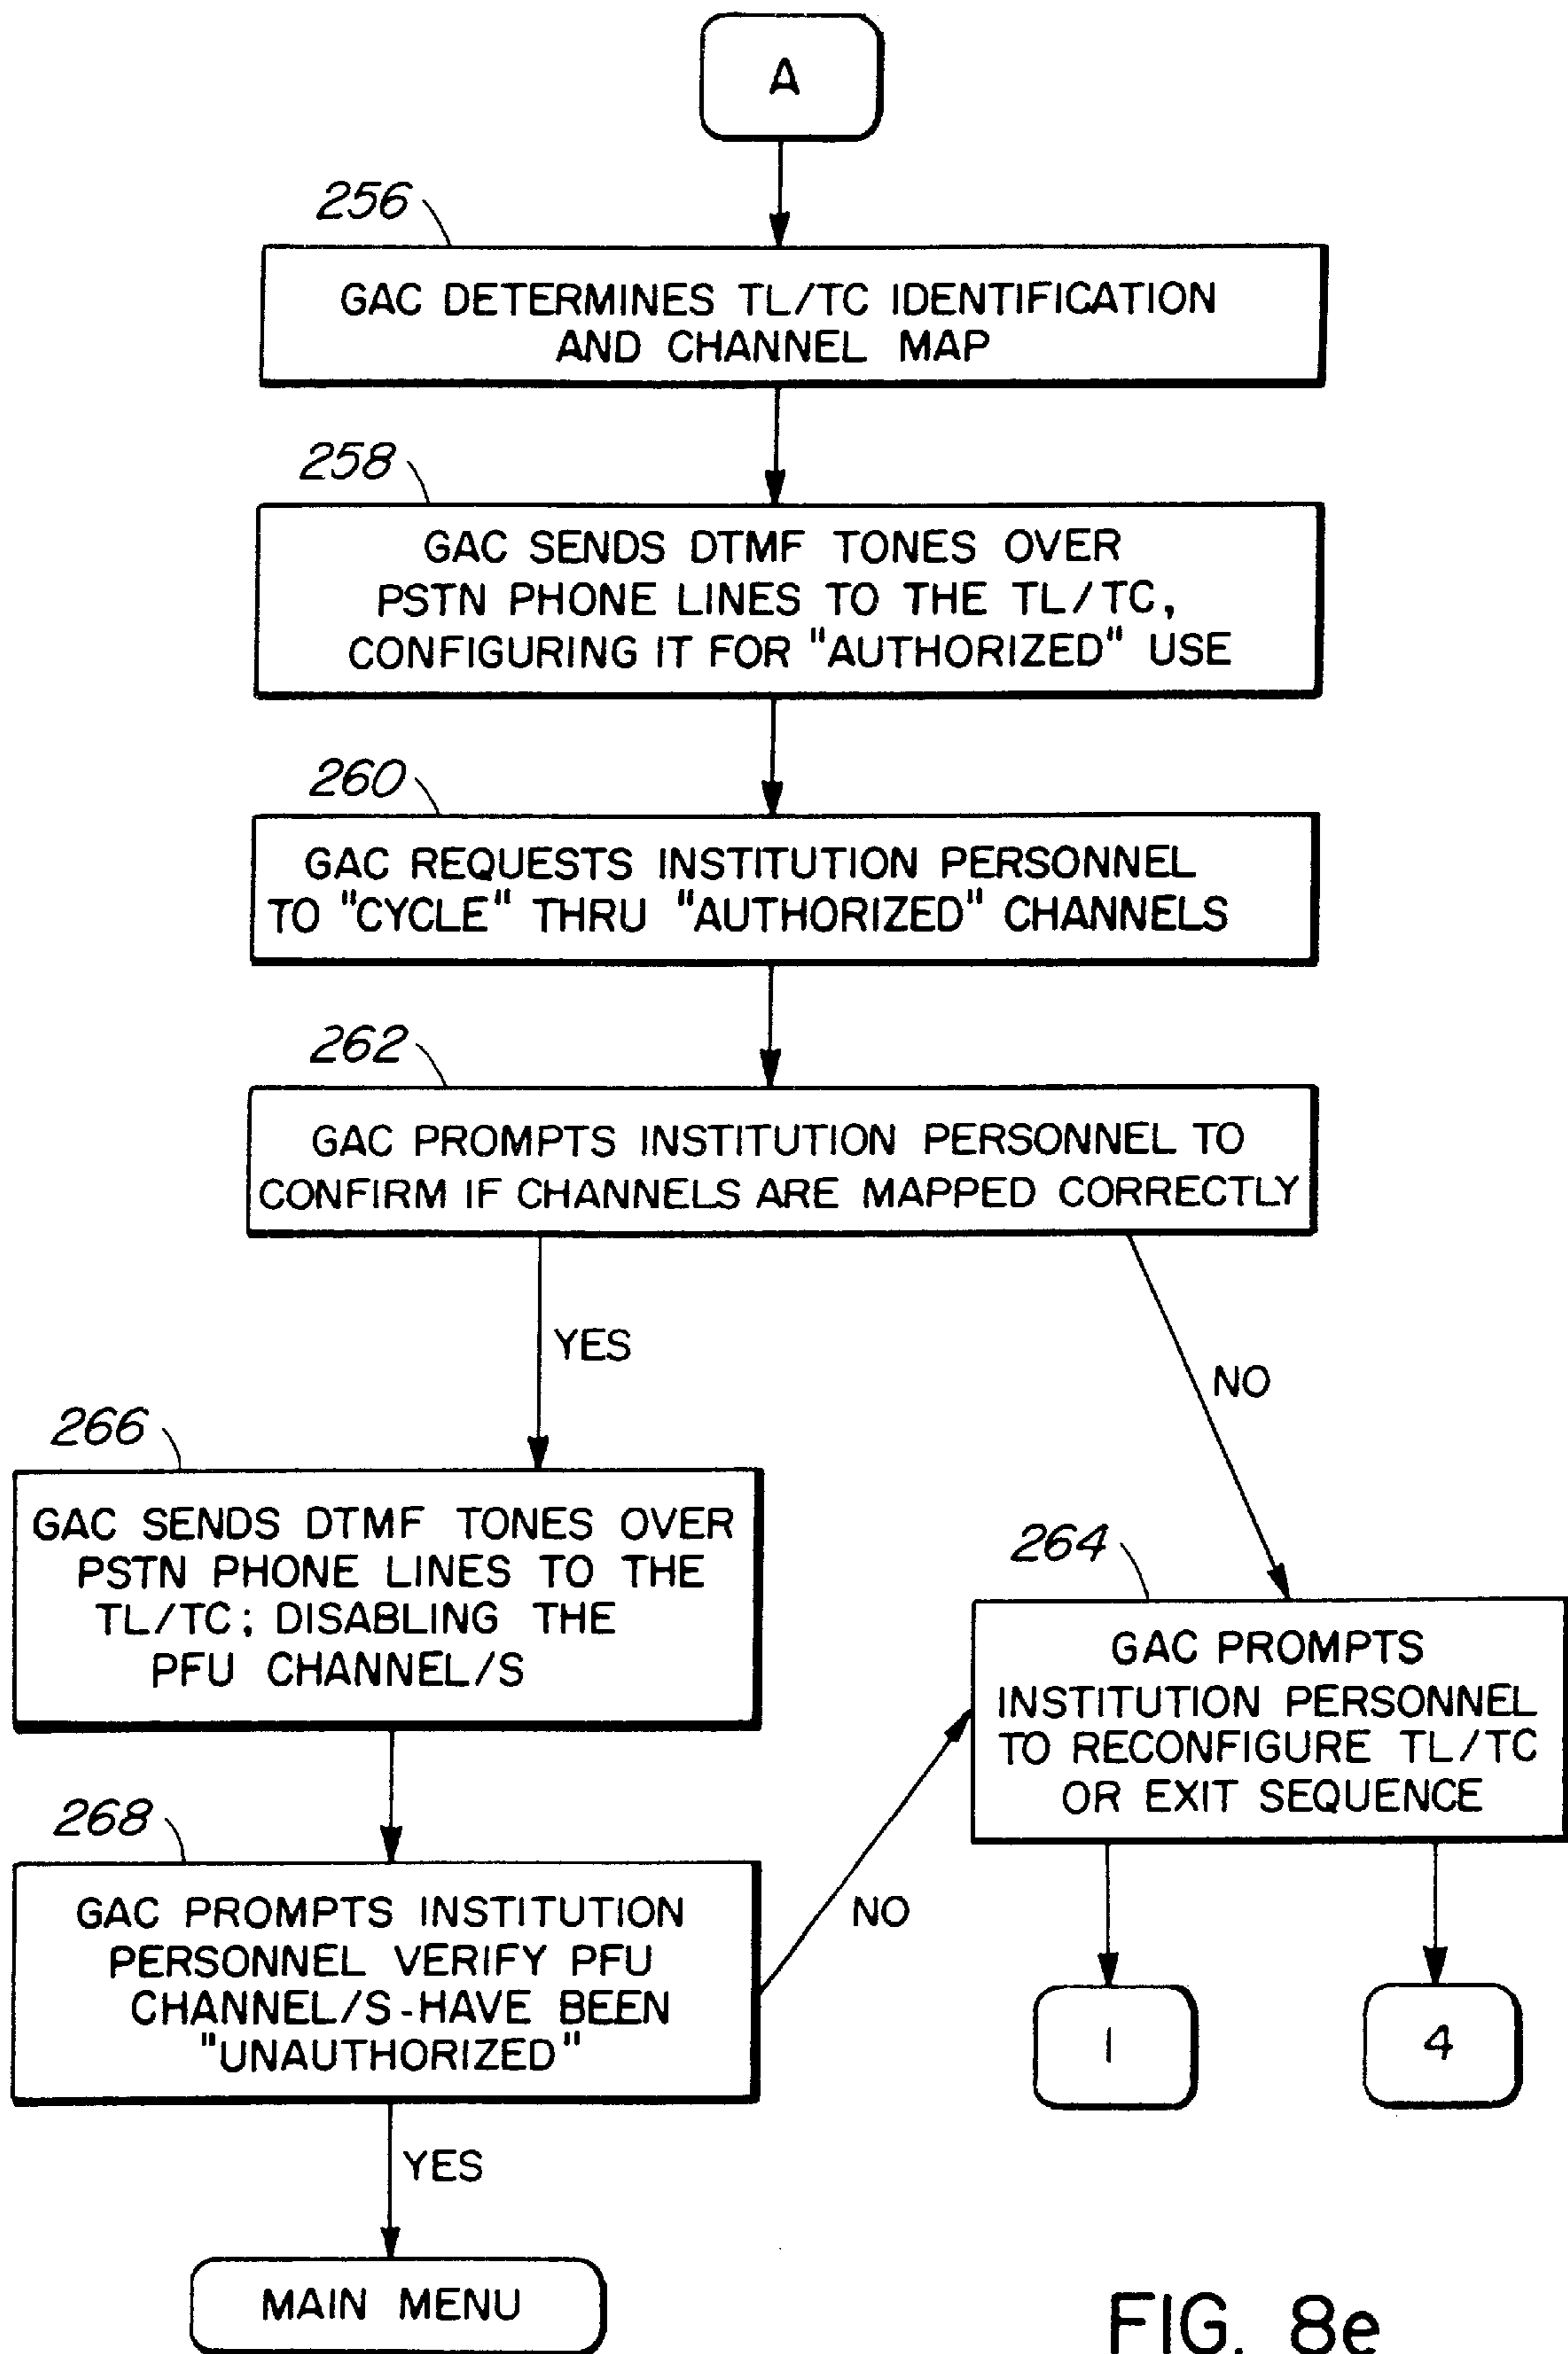 A
256
GAC DETERMINES TL/TC IDENTIFICATION
AND CHANNEL MAP
258
GAC SENDS DTMF TONES OVER
PSTN PHONE LINES TO THE TL/TC,
CONFIGURING IT FOR "AUTHORIZED" USE
260
GAC REQUESTS INSTITUTION PERSONNEL
TO "CYCLE" THRU "AUTHORIZED" CHANNELS
262
GAC PROMPTS INSTITUTION PERSONNEL TO
CONFIRM IF CHANNELS ARE MAPPED CORRECTLY
YES
NO
266
GAC SENDS DTMF TONES OVER
PSTN PHONE LINES TO THE
TL/TC; DISABLING THE
PFU CHANNEL/S
264
GAC PROMPTS
INSTITUTION PERSONNEL
TO RECONFIGURE TL/TC
OR EXIT SEQUENCE
268
GAC PROMPTS INSTITUTION
PERSONNEL VERIFY PFU
CHANNEL/S-HAVE BEEN
"UNAUTHORIZED"
NO
1
4
YES
MAIN MENU
FIG. 8e